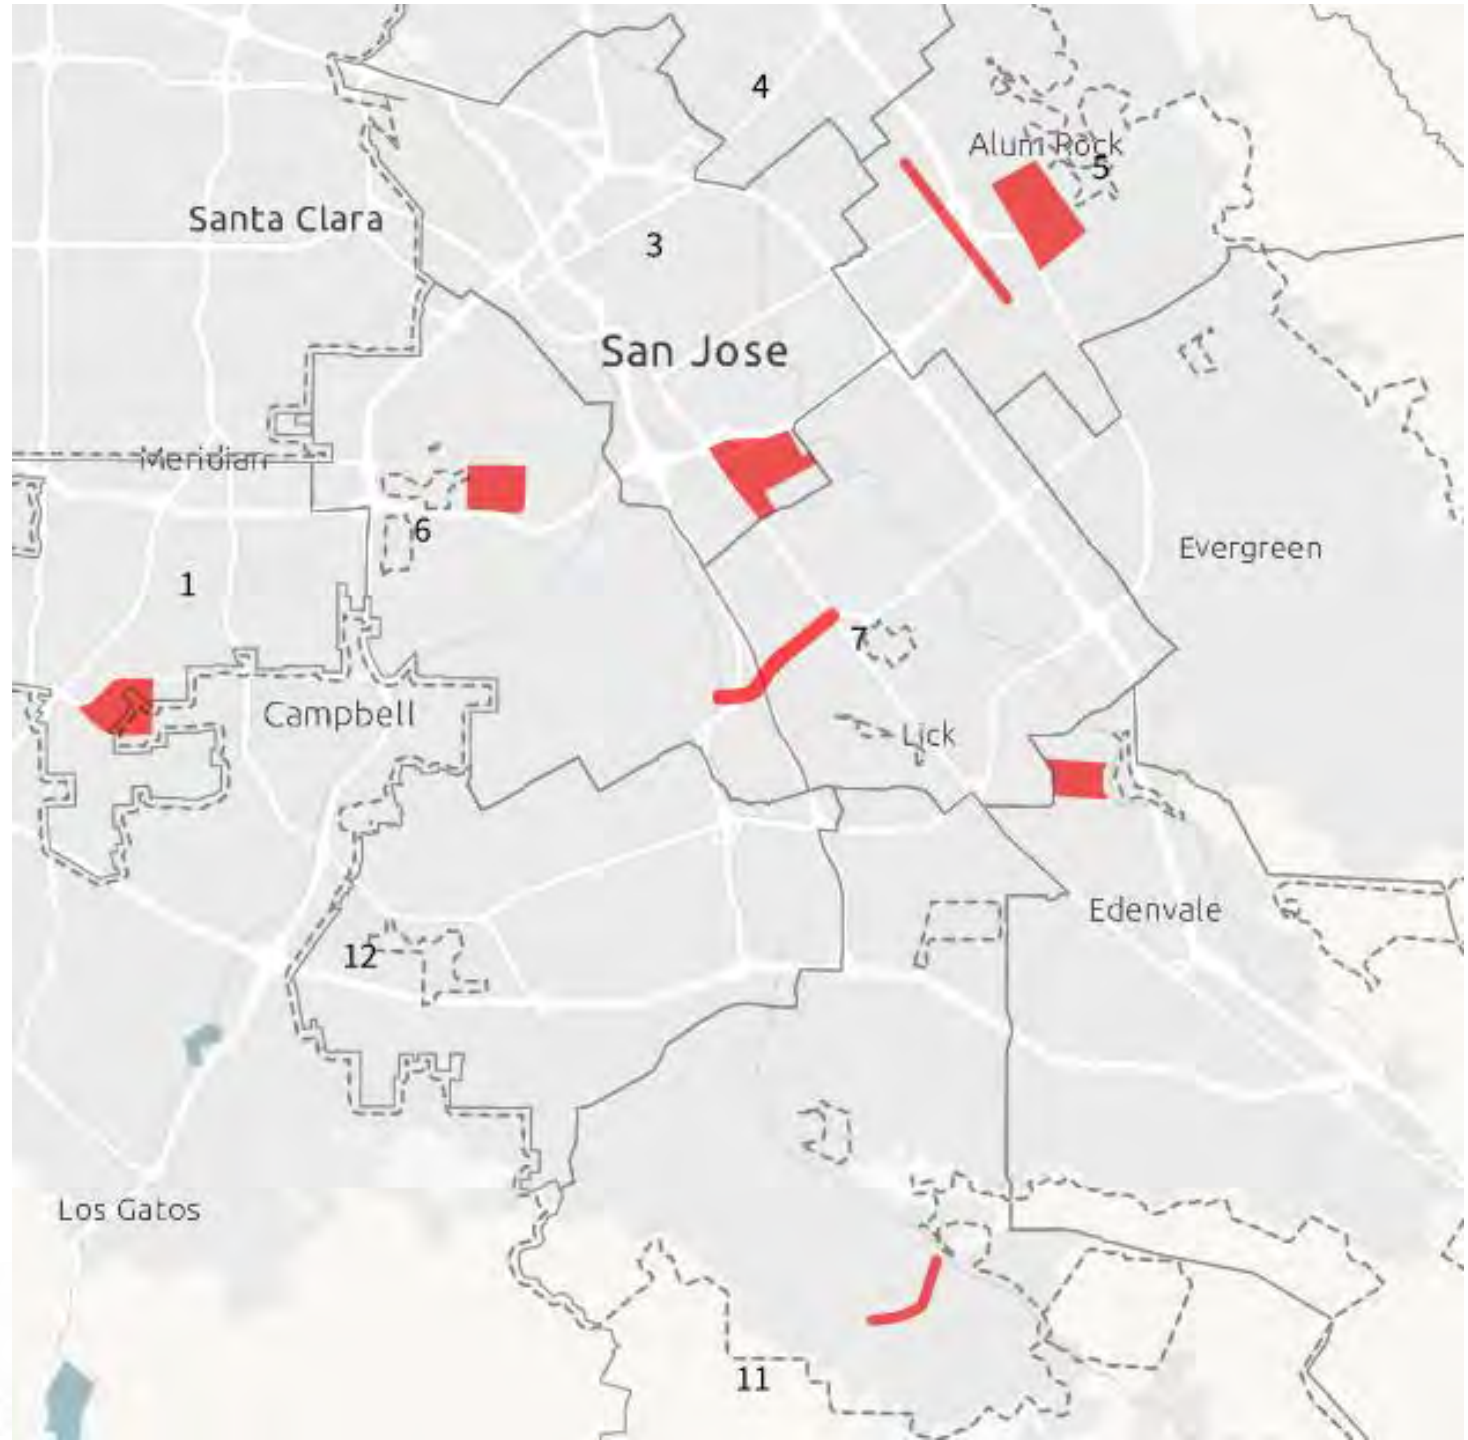 4
Alum Rock
5
Santa Clara
3
San Jose
Meridian
6
Evergreen
1
7
Campbell
Lick
Edenvale
12
Los Gatos
11